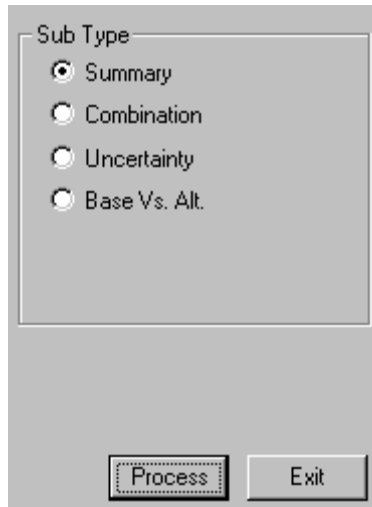 Sub Type
Summary
Combination
Uncertainty
Base Vs. Alt.
Process Exit